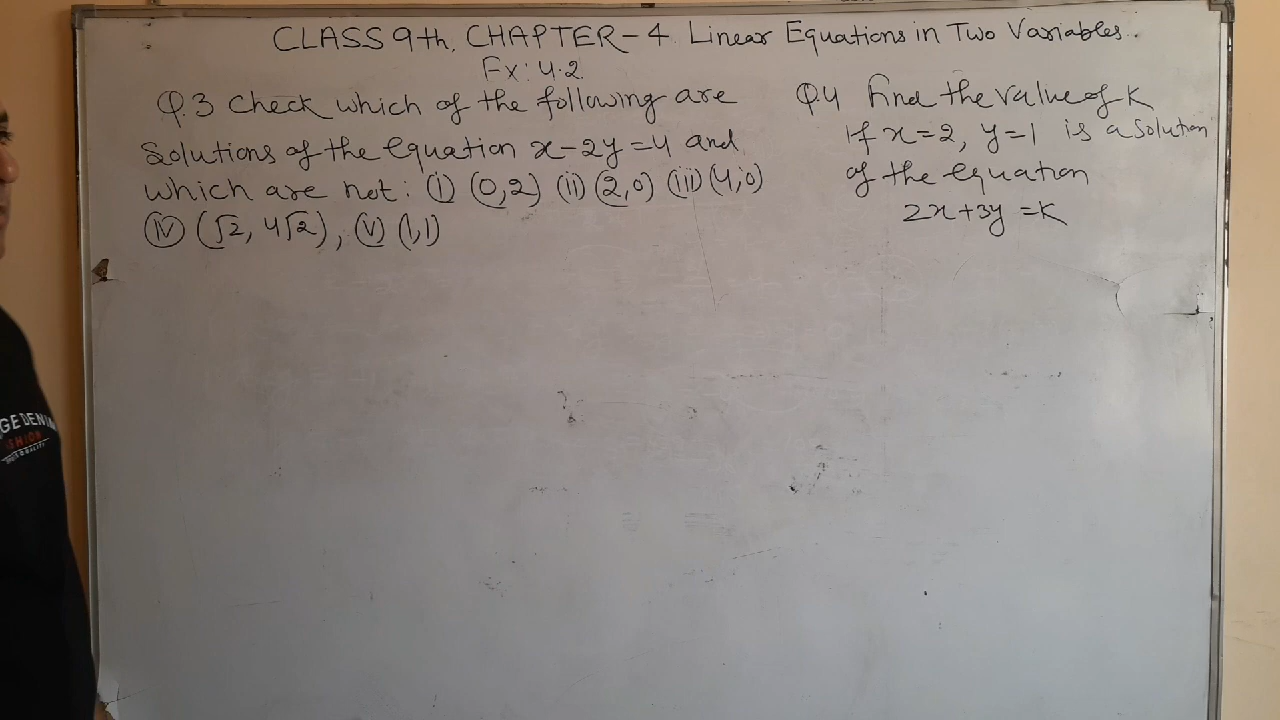 CLASS 9th. CHAPTER-4. Linear Equations in Two Variables.
Ex: 4.2.
Q.3 Check which of the following are
Solutions of the equation x-2y=4 and
which are not: (i) (0,2) (ii) (2,0) (iii) (4,0)
(iv) (√2, 4√2), (v) (1,1)
Q.4 find the value of K
If x=2, y=1 is a solution
of the equation
2x+3y=K